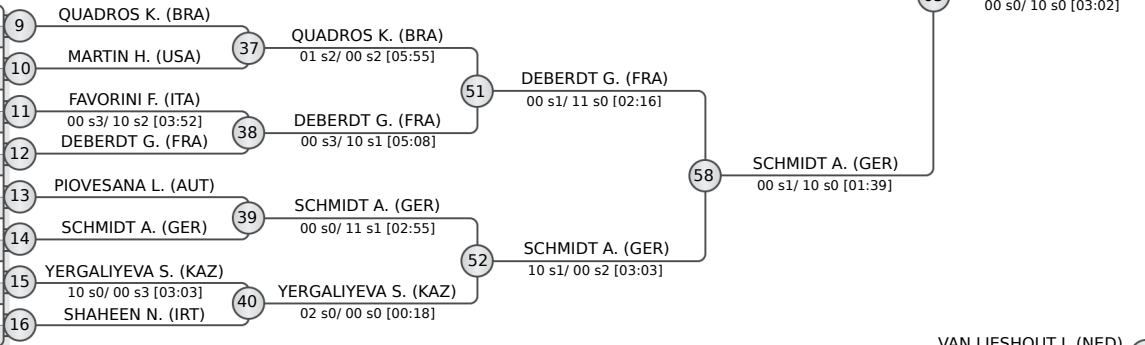 QUADROS K. (BRA)
9
MARTIN H. (USA)
10
37
QUADROS K. (BRA)
01 s2/ 00 s2 [05:55]
FAVORINI F. (ITA)
11
00 s3/ 10 s2 [03:52]
DEBERDT G. (FRA)
12
38
DEBERDT G. (FRA)
00 s3/ 10 s1 [05:08]
51
DEBERDT G. (FRA)
00 s1/ 11 s0 [02:16]
PIOVESANA L. (AUT)
13
SCHMIDT A. (GER)
14
39
SCHMIDT A. (GER)
00 s0/ 11 s1 [02:55]
YERGALIYEVA S. (KAZ)
15
10 s0/ 00 s3 [03:03]
SHAHEEN N. (IRT)
16
40
YERGALIYEVA S. (KAZ)
02 s0/ 00 s0 [00:18]
52
SCHMIDT A. (GER)
10 s1/ 00 s2 [03:03]
58
SCHMIDT A. (GER)
00 s1/ 10 s0 [01:39]
00 s0/ 10 s0 [03:02]
VAN LIESHOUT J. (NED)